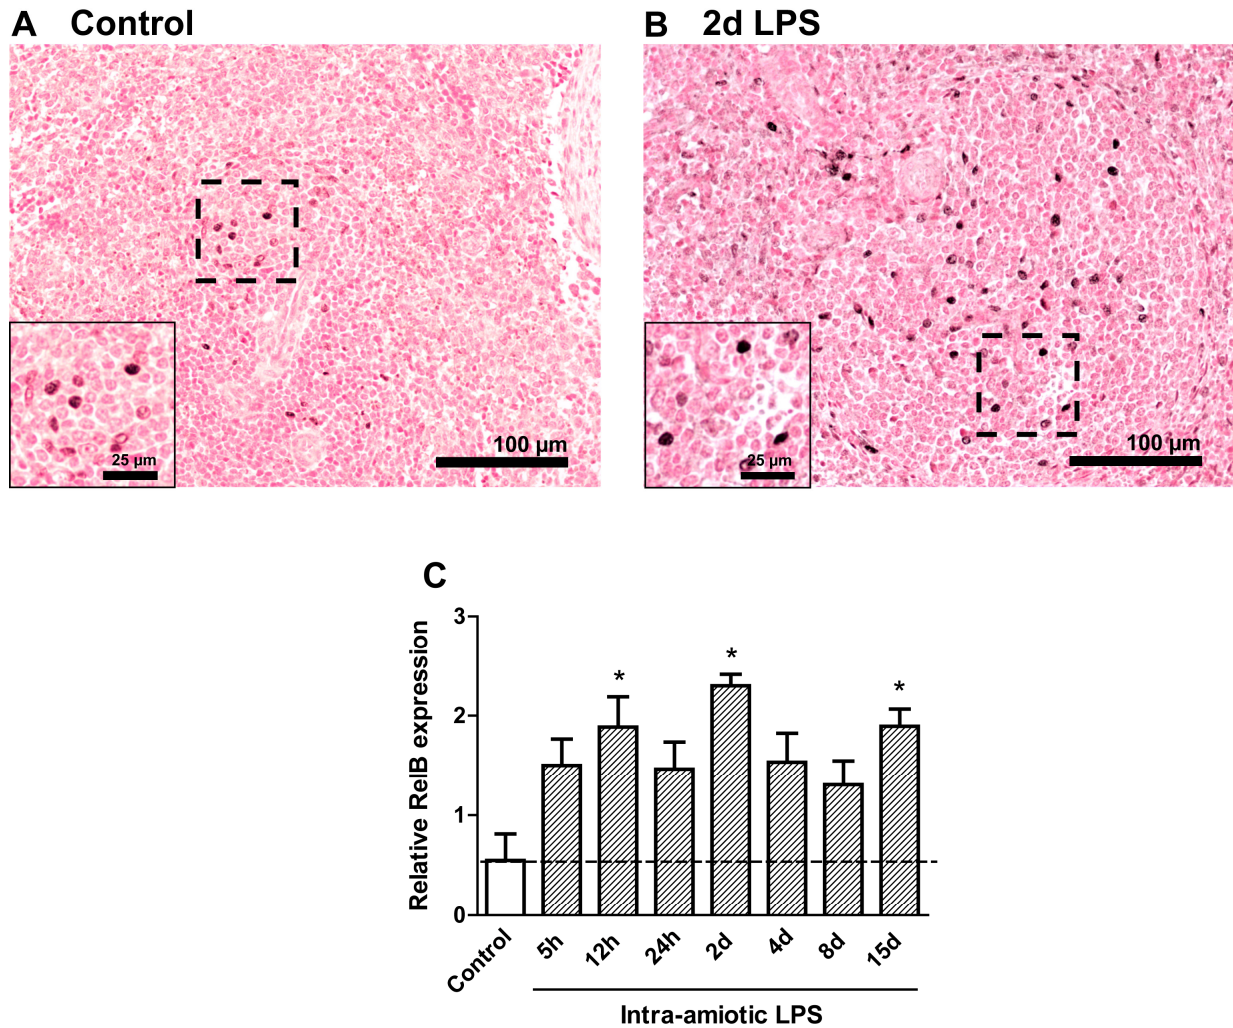 A Control
B 2d LPS
25 µm
100 µm
25 µm
100 µm
C
Relative RelB expression
3
2
1
0
*
*
*
Control
5h
12h
24h
2d
4d
8d
15d
Intra-amiotic LPS